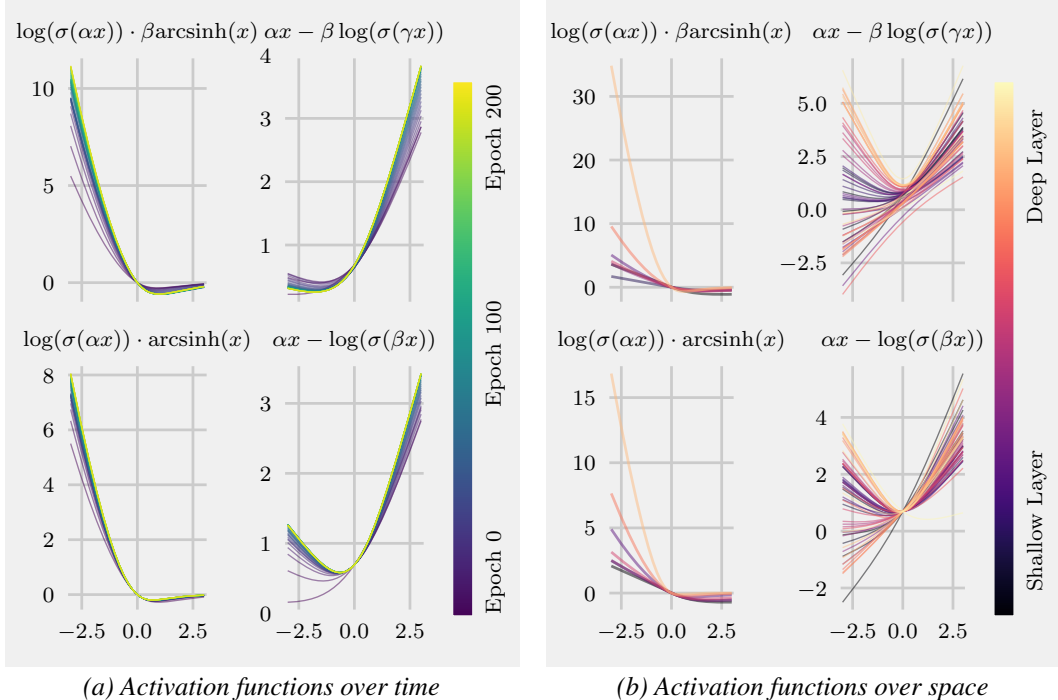 log(σ(αx)) · βarcsinh(x) αx − β log(σ(γx))
10
5
0
4
3
2
1
log(σ(αx)) · arcsinh(x) αx − log(σ(βx))
8
6
4
2
0
−2.5 0.0 2.5
3
2
1
0
−2.5 0.0 2.5
Epoch 200
Epoch 100
Epoch 0
(a) Activation functions over time
log(σ(αx)) · βarcsinh(x) αx − β log(σ(γx))
30
20
10
0
5.0
2.5
0.0
−2.5
log(σ(αx)) · arcsinh(x) αx − log(σ(βx))
15
10
5
0
−2.5 0.0 2.5
4
2
0
−2
−2.5 0.0 2.5
Deep Layer
Shallow Layer
(b) Activation functions over space